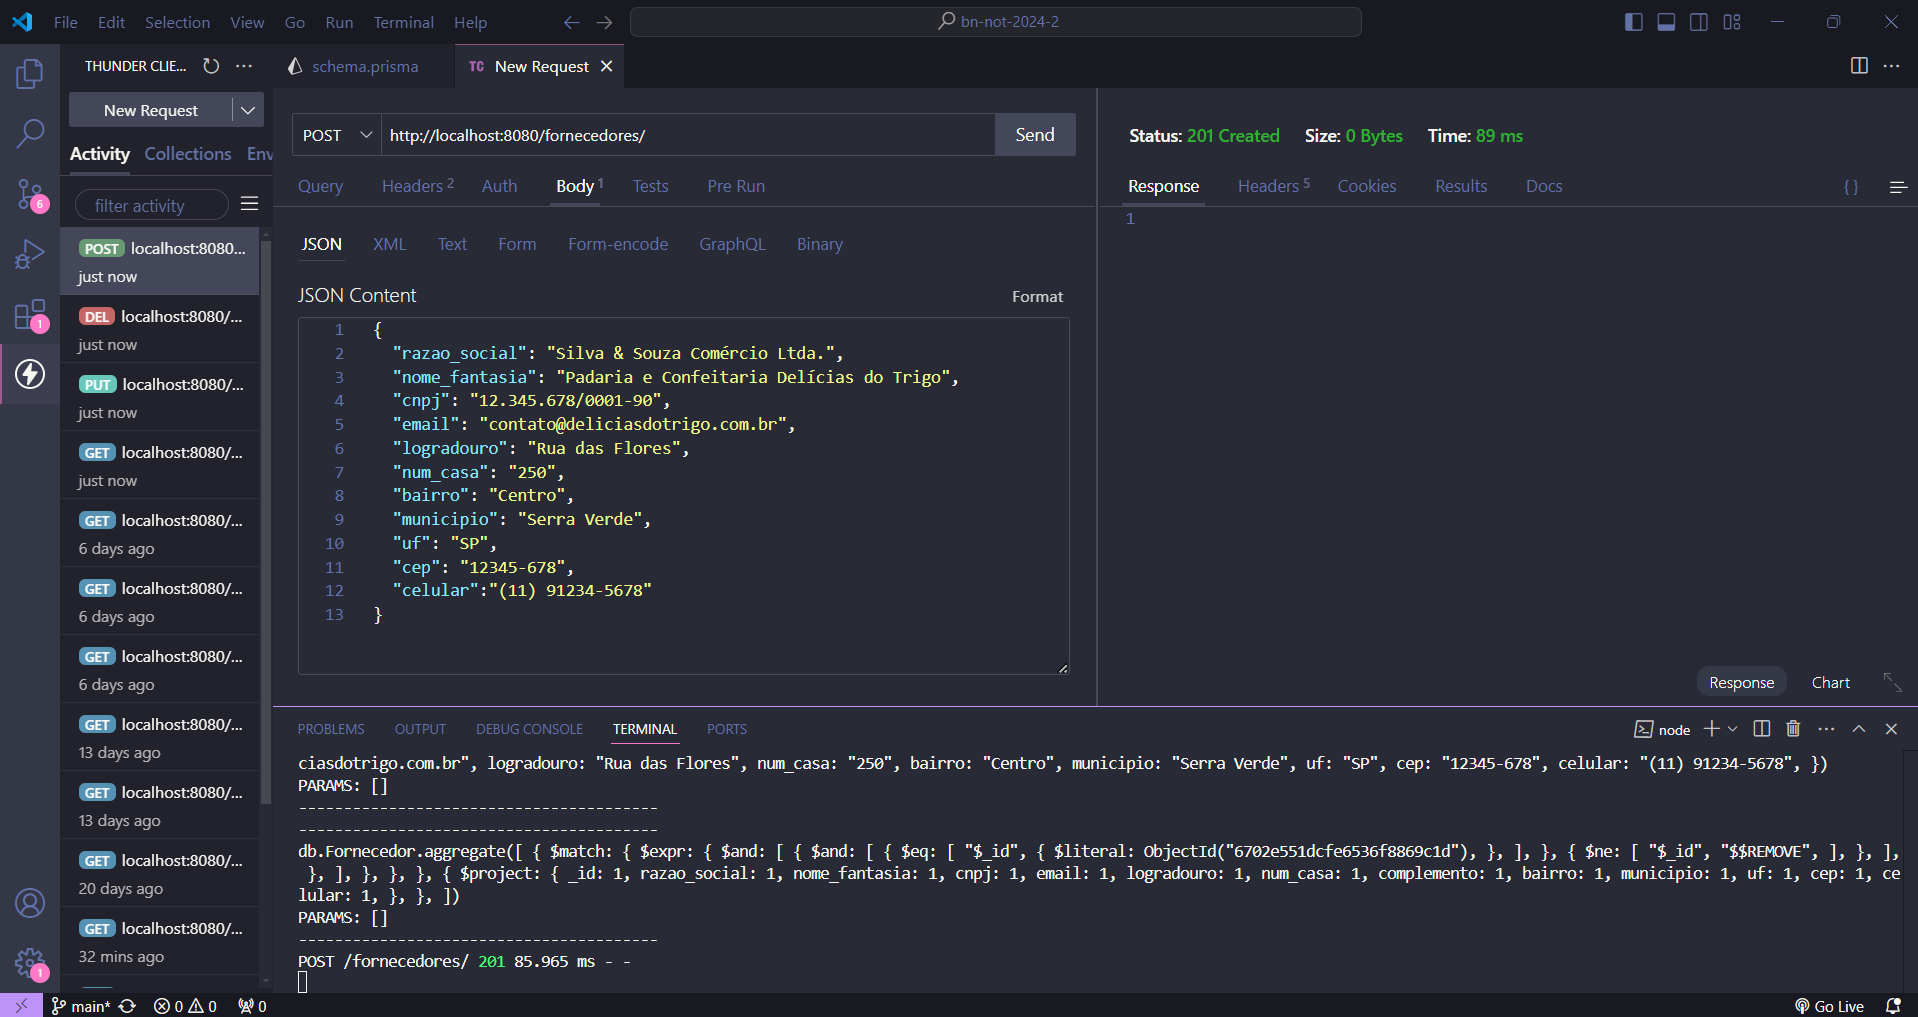 File Edit Selection View Go Run Terminal Help
bn-not-2024-2
THUNDER CLIE...
schema.prisma
TC New Request
New Request
POST http://localhost:8080/fornecedores/ Send
Status: 201 Created Size: 0 Bytes Time: 89 ms
Activity Collections Env
Query Headers 2 Auth Body 1 Tests Pre Run
Response Headers 5 Cookies Results Docs
{ }
filter activity
1
JSON XML Text Form Form-encode GraphQL Binary
POST localhost:8080...
just now
DEL localhost:8080/...
just now
PUT localhost:8080/...
just now
GET localhost:8080/...
just now
GET localhost:8080/...
6 days ago
GET localhost:8080/...
6 days ago
GET localhost:8080/...
6 days ago
GET localhost:8080/...
13 days ago
GET localhost:8080/...
13 days ago
GET localhost:8080/...
20 days ago
GET localhost:8080/...
32 mins ago
6
1
1
JSON Content Format
1 {
2 "razao_social": "Silva & Souza Comércio Ltda.",
3 "nome_fantasia": "Padaria e Confeitaria Delícias do Trigo",
4 "cnpj": "12.345.678/0001-90",
5 "email": "contato@deliciasdotrigo.com.br",
6 "logradouro": "Rua das Flores",
7 "num_casa": "250",
8 "bairro": "Centro",
9 "municipio": "Serra Verde",
10 "uf": "SP",
11 "cep": "12345-678",
12 "celular":"(11) 91234-5678"
13 }
Response Chart
PROBLEMS OUTPUT DEBUG CONSOLE TERMINAL PORTS
node
ciasdotrigo.com.br", logradouro: "Rua das Flores", num_casa: "250", bairro: "Centro", municipio: "Serra Verde", uf: "SP", cep: "12345-678", celular: "(11) 91234-5678", })
PARAMS: []
----------------------------------------
----------------------------------------
db.Fornecedor.aggregate([ { $match: { $expr: { $and: [ { $and: [ { $eq: [ "$_id", { $literal: ObjectId("6702e551dcfe6536f8869c1d"), }, ], }, { $ne: [ "$_id", "$$REMOVE", ], }, ],
}, ], }, }, }, { $project: { _id: 1, razao_social: 1, nome_fantasia: 1, cnpj: 1, email: 1, logradouro: 1, num_casa: 1, complemento: 1, bairro: 1, municipio: 1, uf: 1, cep: 1, ce
lular: 1, }, }, ])
PARAMS: []
----------------------------------------
POST /fornecedores/ 201 85.965 ms - -
main* 0 0 0
Go Live